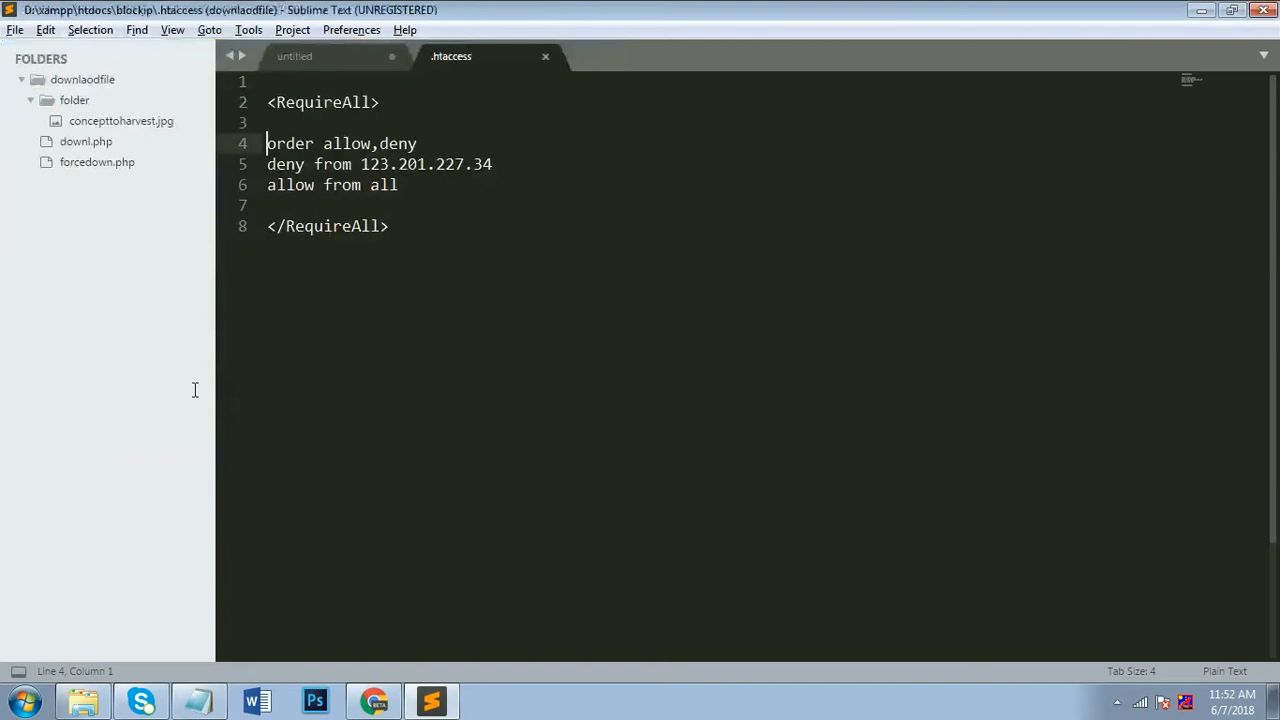 D:\xampp\htdocs\blockip\.htaccess (downlaodfile) - Sublime Text (UNREGISTERED)
File Edit Selection Find View Goto Tools Project Preferences Help
FOLDERS
downlaodfile
folder
concepttoharvest.jpg
downl.php
forcedown.php
untitled
.htaccess
1
2 <RequireAll>
3
4 order allow,deny
5 deny from 123.201.227.34
6 allow from all
7
8 </RequireAll>
Line 4, Column 1
Tab Size: 4
Plain Text
W
Ps
BETA
11:52 AM
6/7/2018